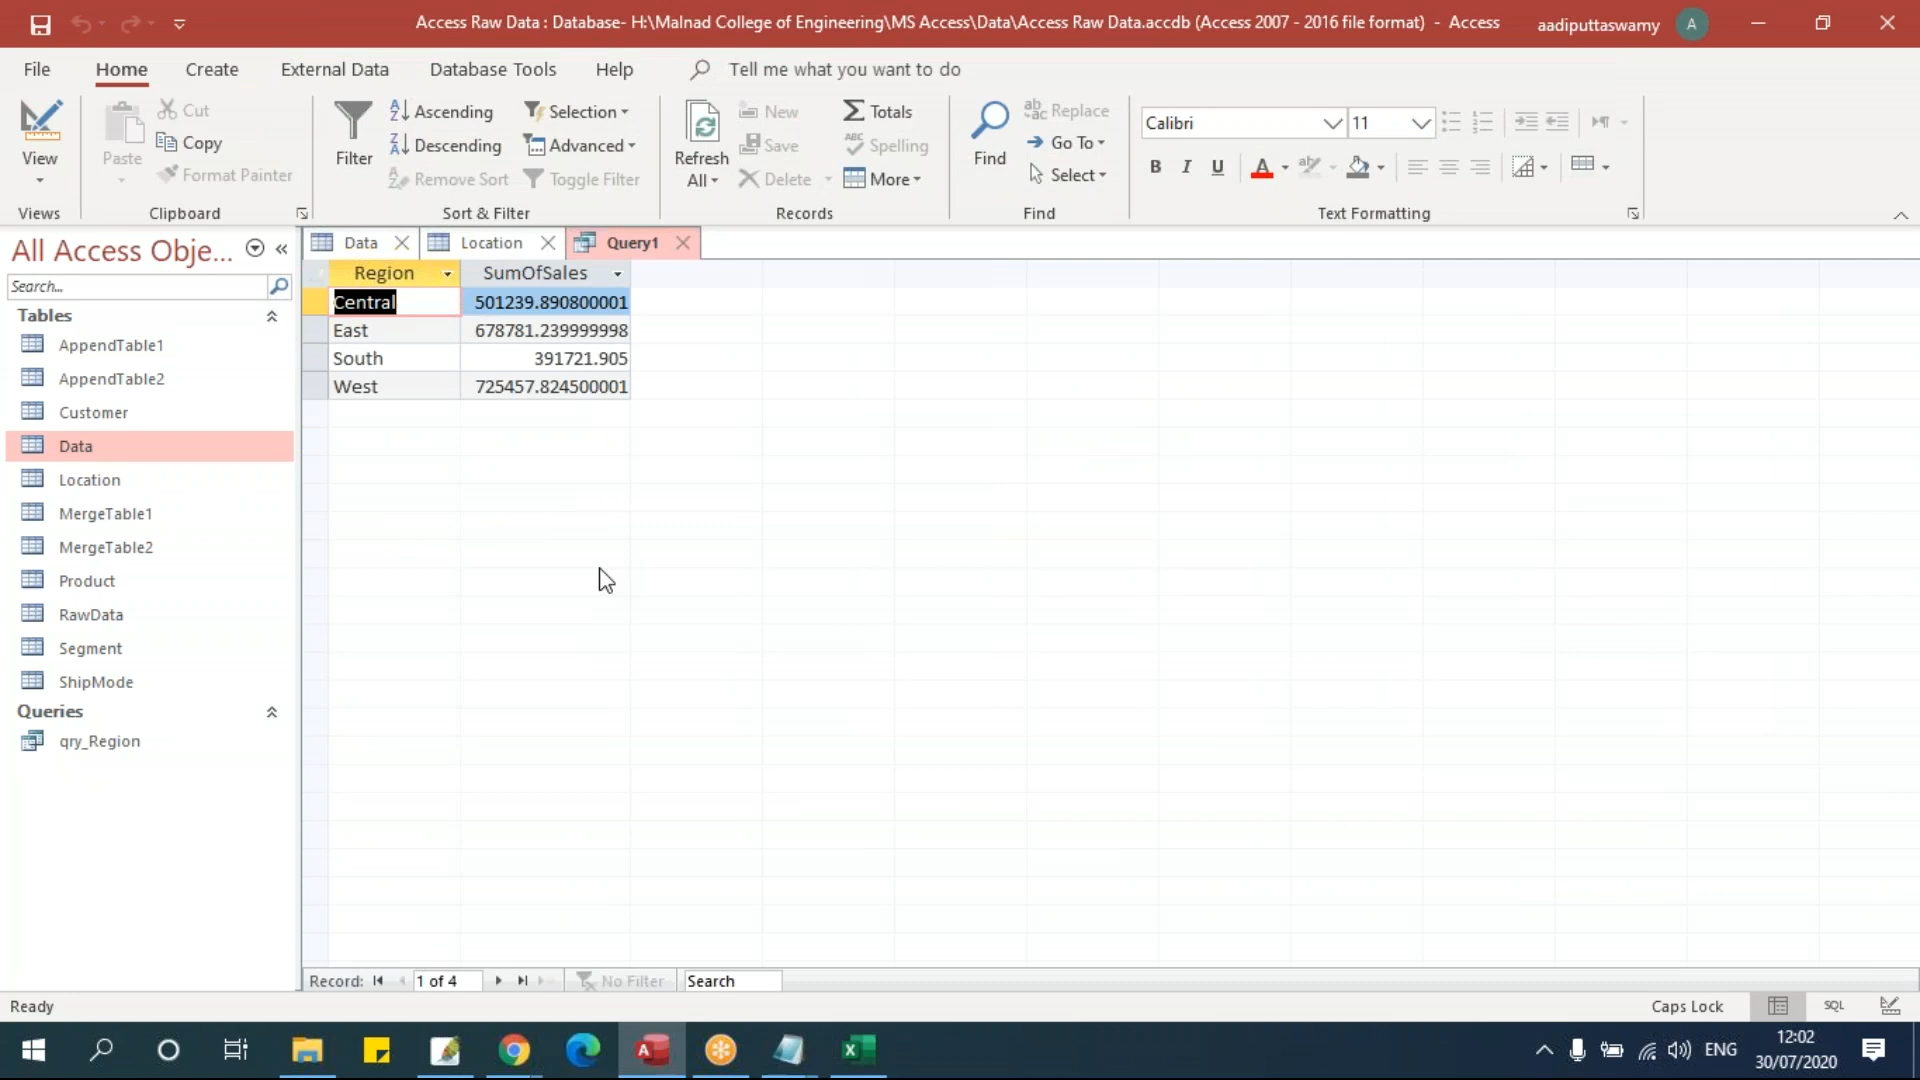 Access Raw Data : Database- H:\Malnad College of Engineering\MS Access\Data\Access Raw Data.accdb (Access 2007 - 2016 file format) - Access
aadiputtaswamy
A
File Home Create External Data Database Tools Help Tell me what you want to do
View
Views
Paste
Cut
Copy
Format Painter
Clipboard
Filter
Ascending
Descending
Remove Sort
Selection
Advanced
Toggle Filter
Sort & Filter
Refresh
All
New
Save
Delete
Totals
Spelling
More
Records
Find
Replace
Go To
Select
Find
Calibri
11
B I U
Text Formatting
All Access Obje...
Search...
Tables
AppendTable1
AppendTable2
Customer
Data
Location
MergeTable1
MergeTable2
Product
RawData
Segment
ShipMode
Queries
qry_Region
Data
Location
Query1
Region SumOfSales
Central 501239.890800001
East 678781.239999998
South 391721.905
West 725457.824500001
Record: 1 of 4 No Filter Search
Ready
Caps Lock
SQL
ENG
12:02
30/07/2020